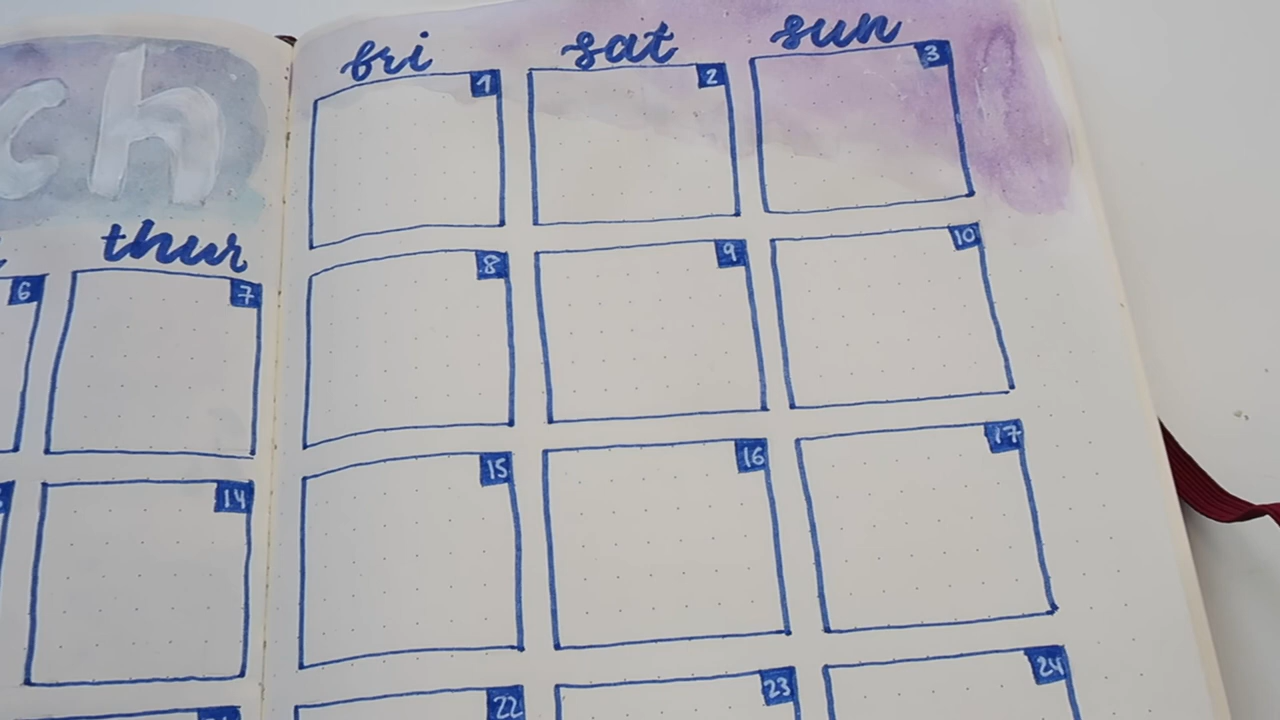 ch
fri sat sun
1 2 3
thur
6 7 8 9 10
14 15 16 17
22 23 24